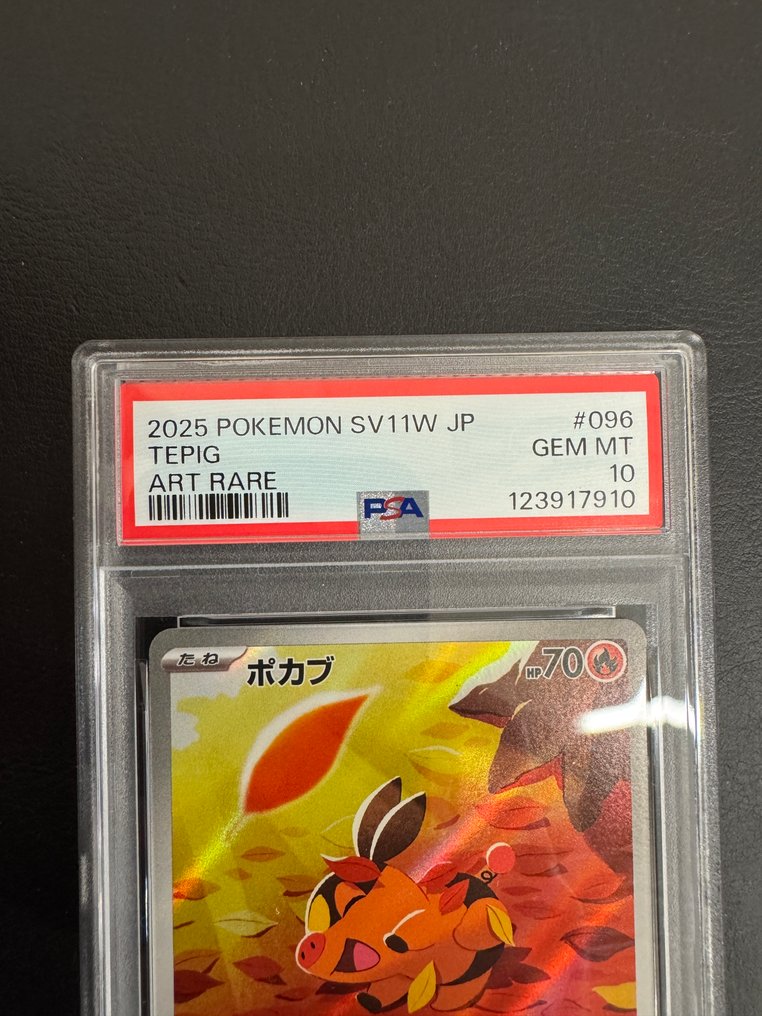 2025 POKEMON SV11W JP #096
TEPIG GEM MT
ART RARE 10
PSA 123917910
たね ポカブ HP70